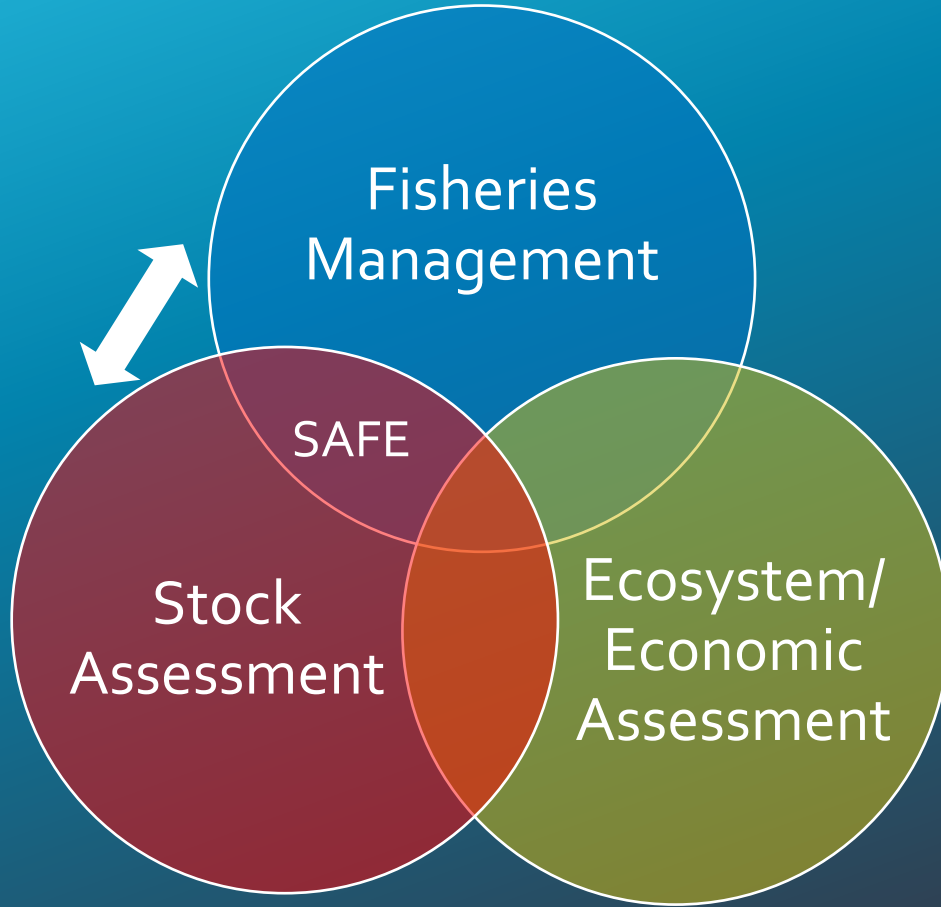 Fisheries
Management
SAFE
Stock
Assessment
Ecosystem/
Economic
Assessment